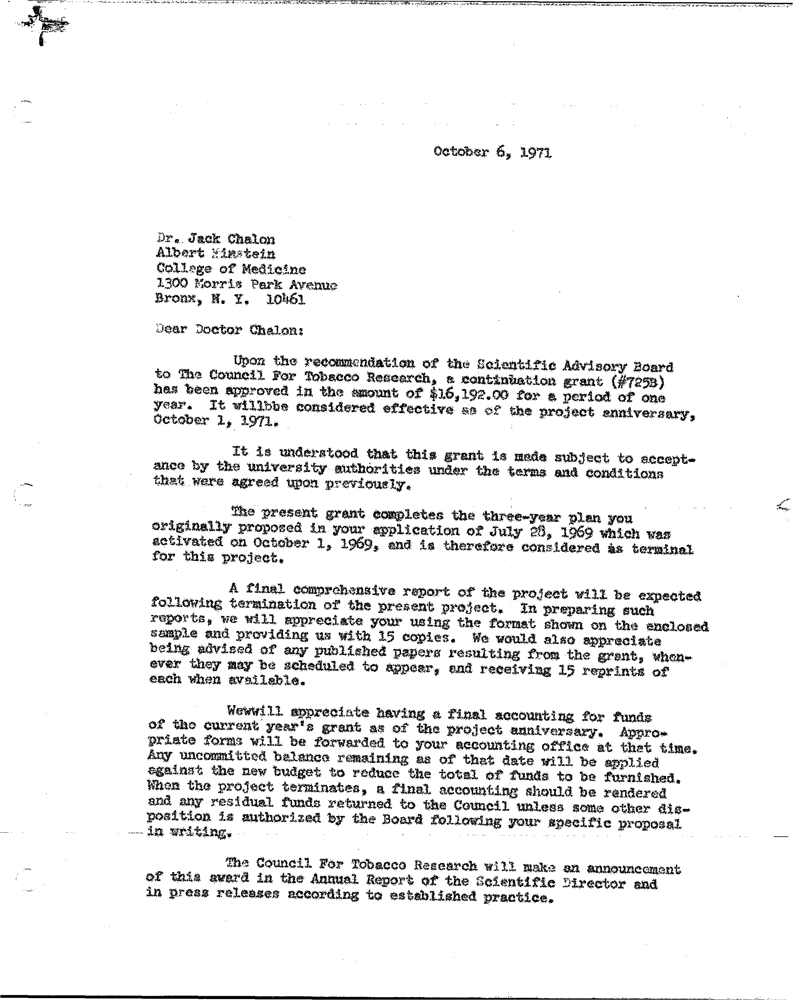 October 6, 1971
Dr. Jack Chalon
Albert Einstein
College of Medicine
1300 Morris Park Avenue
Bronx, N. Y. 10461
Dear Doctor Chalon:
Upon the recommendation of the Scientific Advisory Board
to The Council For Tobacco Research, a continuation grant (#725B)
has been approved in the amount of $16,192.00 for a period of one
year. It willbbe considered effective as of the project anniversary,
October 1, 1971.
It is understood that this grant is made subject to accept-
ance by the university authorities under the terms and conditions
that were agreed upon previously.
The present grant completes the three-year plan you
originally proposed in your application of July 28, 1969 which was
activated on October 1, 1969, and is therefore considered as terminal
for this project.
A final comprehensive report of the project will be expected
following termination of the present project. In preparing such
reports, we will appreciate your using the format shown on the enclosed
sample and providing us with 15 copies. We would also appreciate
being advised of any published papers resulting from the grant, when-
ever they may be scheduled to appear, and receiving 15 reprints of
each when available.
Wewwill appreciate having a final accounting for funds
of the current year's grant as of the project anniversary. Appro-
priate forms will be forwarded to your accounting office at that time.
Any uncommitted balance remaining as of that date will be applied
against the new budget to reduce the total of funds to be furnished.
When the project terminates, a final accounting should be rendered
and any residual funds returned to the Council unless some other dis-
position is authorized by the Board following your specific proposal
in writing.
The Council For Tobacco Research will make an announcement
of this award in the Annual Report of the Scientific Director and
in press releases according to established practice.